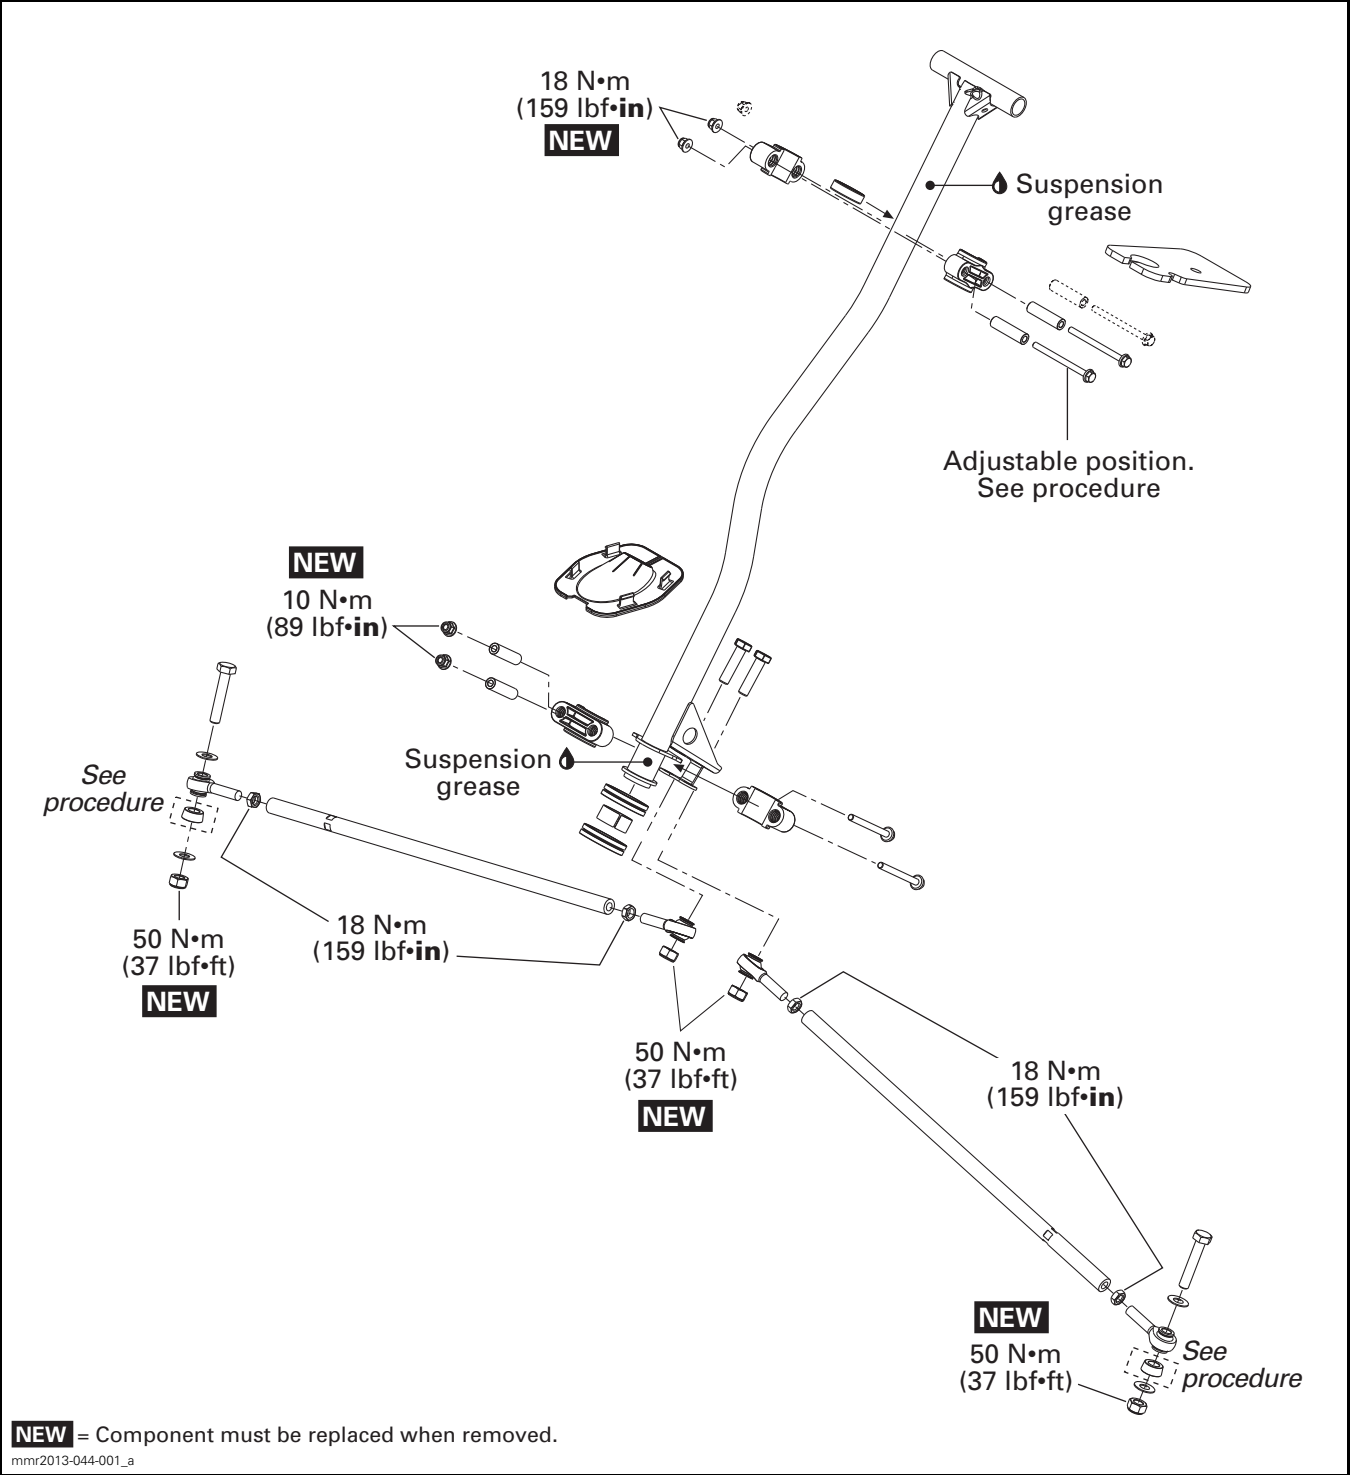 18 N•m
(159 lbf•in)
NEW
Suspension
grease
Adjustable position.
See procedure
NEW
10 N•m
(89 lbf•in)
Suspension
grease
See
procedure
18 N•m
(159 lbf•in)
50 N•m
(37 lbf•ft)
NEW
50 N•m
(37 lbf•ft)
NEW
18 N•m
(159 lbf•in)
NEW
50 N•m
(37 lbf•ft)
See
procedure
NEW = Component must be replaced when removed.
mmr2013-044-001_a